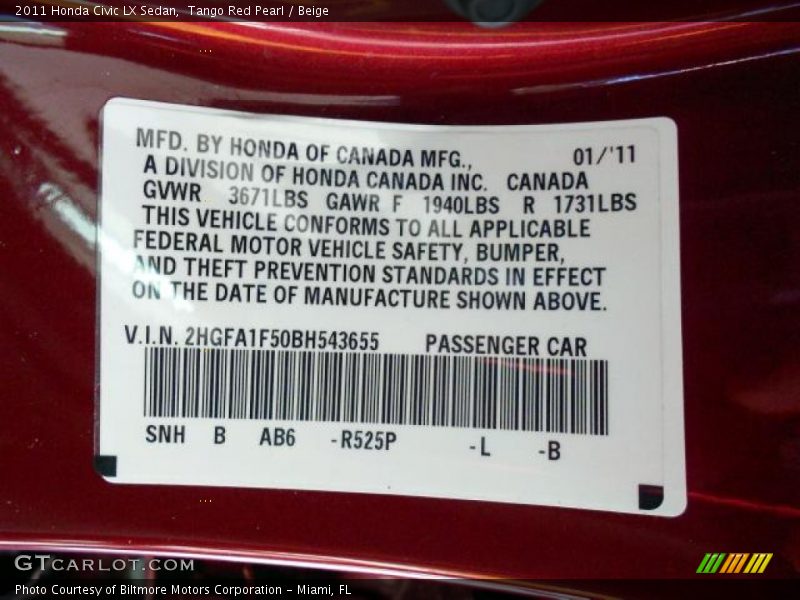 2011 Honda Civic LX Sedan,  Tango Red Pearl / Beige
MFD. BY HONDA OF CANADA MFG., 01/'11
A DIVISION OF HONDA CANADA INC. CANADA
GVWR 3671LBS GAWR F 1940LBS R 1731LBS
THIS VEHICLE CONFORMS TO ALL APPLICABLE
FEDERAL MOTOR VEHICLE SAFETY, BUMPER,
AND THEFT PREVENTION STANDARDS IN EFFECT
ON THE DATE OF MANUFACTURE SHOWN ABOVE.
V.I.N. 2HGFA1F50BH543655 PASSENGER CAR
SNH B AB6 -R525P -L -B
GTCARLOT.COM
Photo Courtesy of Biltmore Motors Corporation - Miami, FL